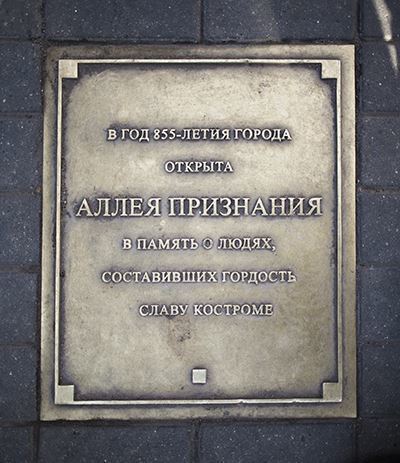 В ГОД 855-ЛЕТИЯ ГОРОДА
ОТКРЫТА
АЛЛЕЯ ПРИЗНАНИЯ
В ПАМЯТЬ О ЛЮДЯХ,
СОСТАВИВШИХ ГОРДОСТЬ
СЛАВУ КОСТРОМЕ